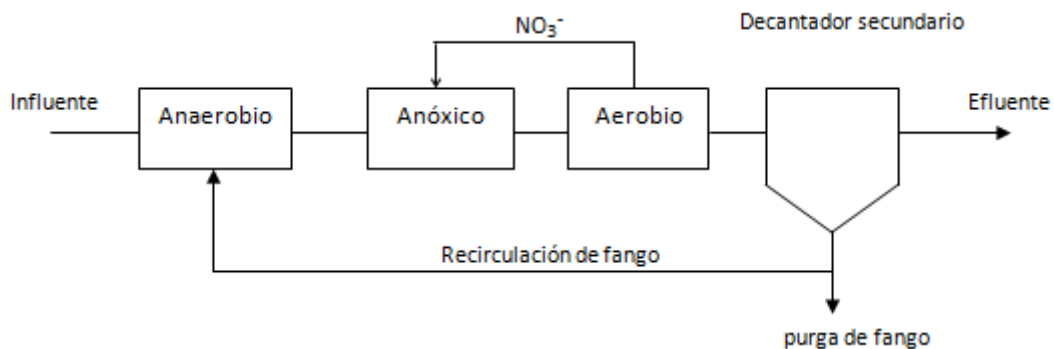 NO₃⁻
Decantador secundario
Influente
Anaerobio
Anóxico
Aerobio
Efluente
Recirculación de fango
purga de fango